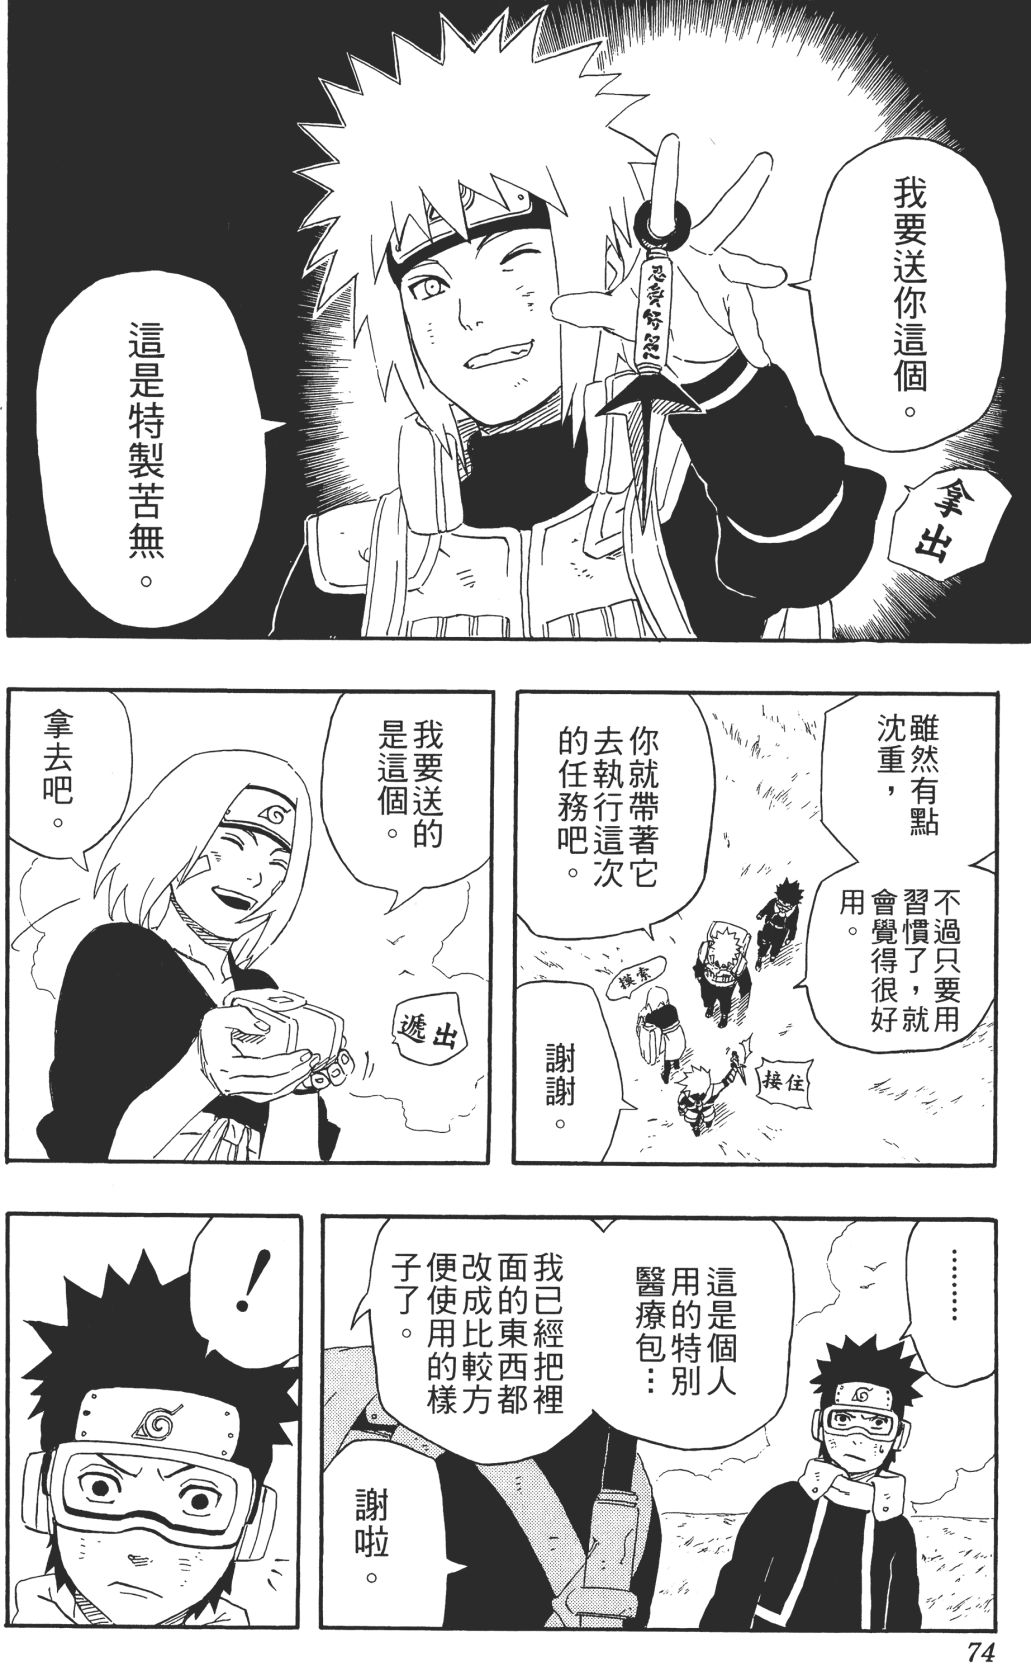 我要送你這個。
拿出
這是特製苦無。
雖然有點
沈重，
不過只要用
習慣了，就
會覺得很好
用。
你就帶著它
去執行這次
的任務吧。
摸索
接住
謝謝。
我要送的
是這個。
遞出
拿去吧。
………
這是個人
用的特別
醫療包…
我已經把裡
面的東西都
改成比較方
便使用的樣
子了。
謝啦。
！
74